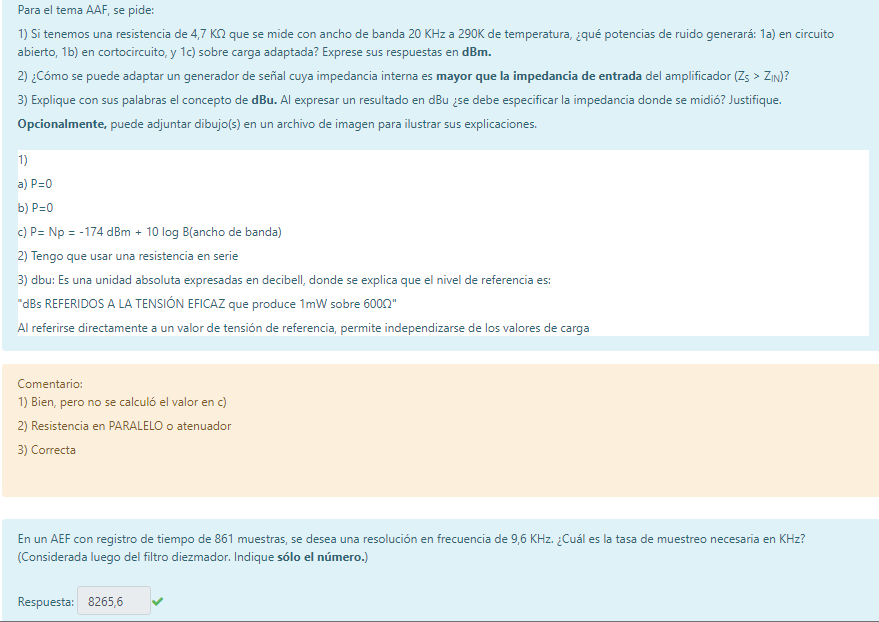 Para el tema AAF, se pide:
1) Si tenemos una resistencia de 4,7 KΩ que se mide con ancho de banda 20 KHz a 290K de temperatura, ¿qué potencias de ruido generará: 1a) en circuito
abierto, 1b) en cortocircuito, y 1c) sobre carga adaptada? Exprese sus respuestas en dBm.
2) ¿Cómo se puede adaptar un generador de señal cuya impedancia interna es mayor que la impedancia de entrada del amplificador (ZS > ZIN)?
3) Explique con sus palabras el concepto de dBu. Al expresar un resultado en dBu ¿se debe especificar la impedancia donde se midió? Justifique.
Opcionalmente, puede adjuntar dibujo(s) en un archivo de imagen para ilustrar sus explicaciones.
1)
a) P=0
b) P=0
c) P= Np = -174 dBm + 10 log B(ancho de banda)
2) Tengo que usar una resistencia en serie
3) dbu: Es una unidad absoluta expresadas en decibell, donde se explica que el nivel de referencia es:
"dBs REFERIDOS A LA TENSIÓN EFICAZ que produce 1mW sobre 600Ω"
Al referirse directamente a un valor de tensión de referencia, permite independizarse de los valores de carga
Comentario:
1) Bien, pero no se calculó el valor en c)
2) Resistencia en PARALELO o atenuador
3) Correcta
En un AEF con registro de tiempo de 861 muestras, se desea una resolución en frecuencia de 9,6 KHz. ¿Cuál es la tasa de muestreo necesaria en KHz?
(Considerada luego del filtro diezmador. Indique sólo el número.)
Respuesta: 8265,6